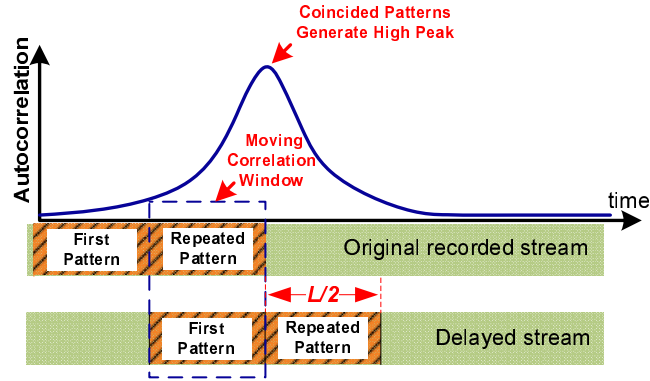 Coincided Patterns
Generate High Peak
Autocorrelation
Moving
Correlation
Window
time
First
Pattern
Repeated
Pattern
Original recorded stream
L/2
First
Pattern
Repeated
Pattern
Delayed stream